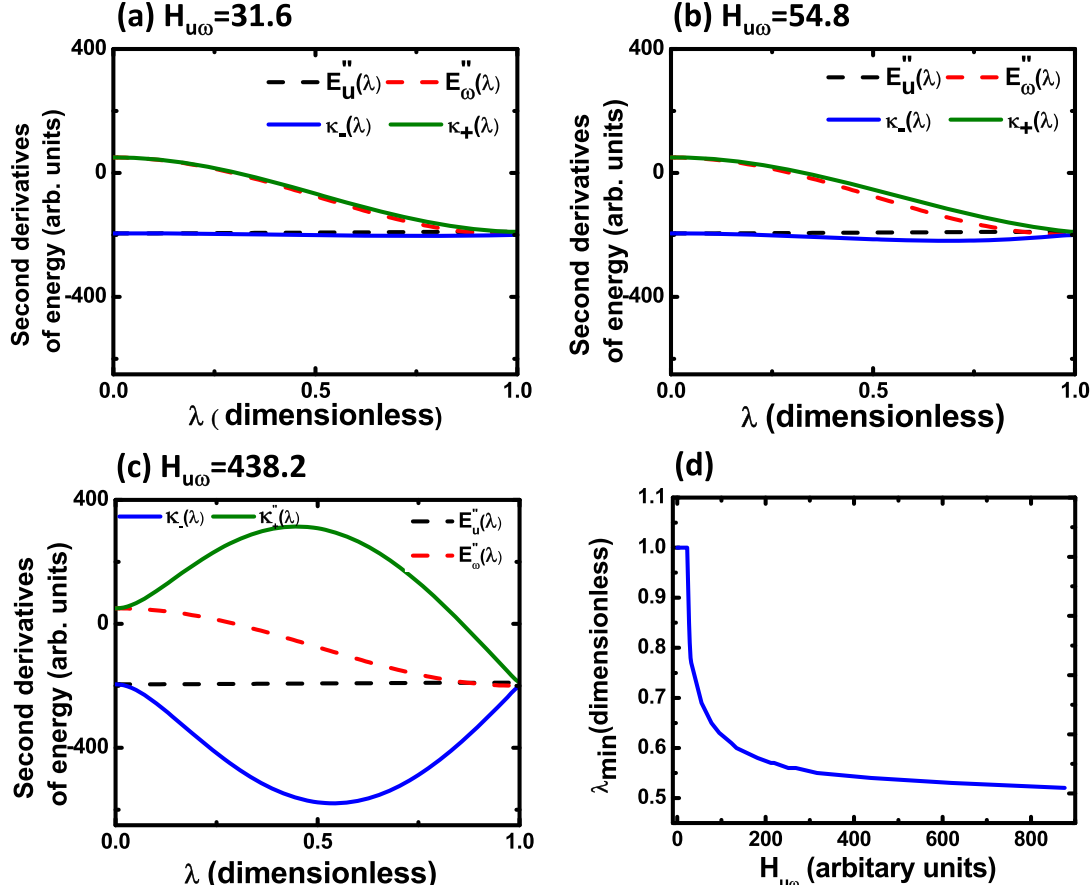 (a) Huω=31.6
400
0
-400
Second derivatives
of energy (arb. units)
E''u(λ) E''ω(λ)
κ-(λ) κ+(λ)
0.0 0.5 1.0
λ ( dimensionless)
(b) Huω=54.8
400
0
-400
Second derivatives
of energy (arb. units)
E''u(λ) E''ω(λ)
κ-(λ) κ+(λ)
0.0 0.5 1.0
λ (dimensionless)
(c) Huω=438.2
400
0
-400
Second derivatives
of energy (arb. units)
κ-(λ) κ''+(λ) E''u(λ)
E''ω(λ)
0.0 0.5 1.0
λ (dimensionless)
(d)
1.1
1.0
0.9
0.8
0.7
0.6
0.5
λmin(dimensionless)
0 200 400 600 800
Huω (arbitary units)